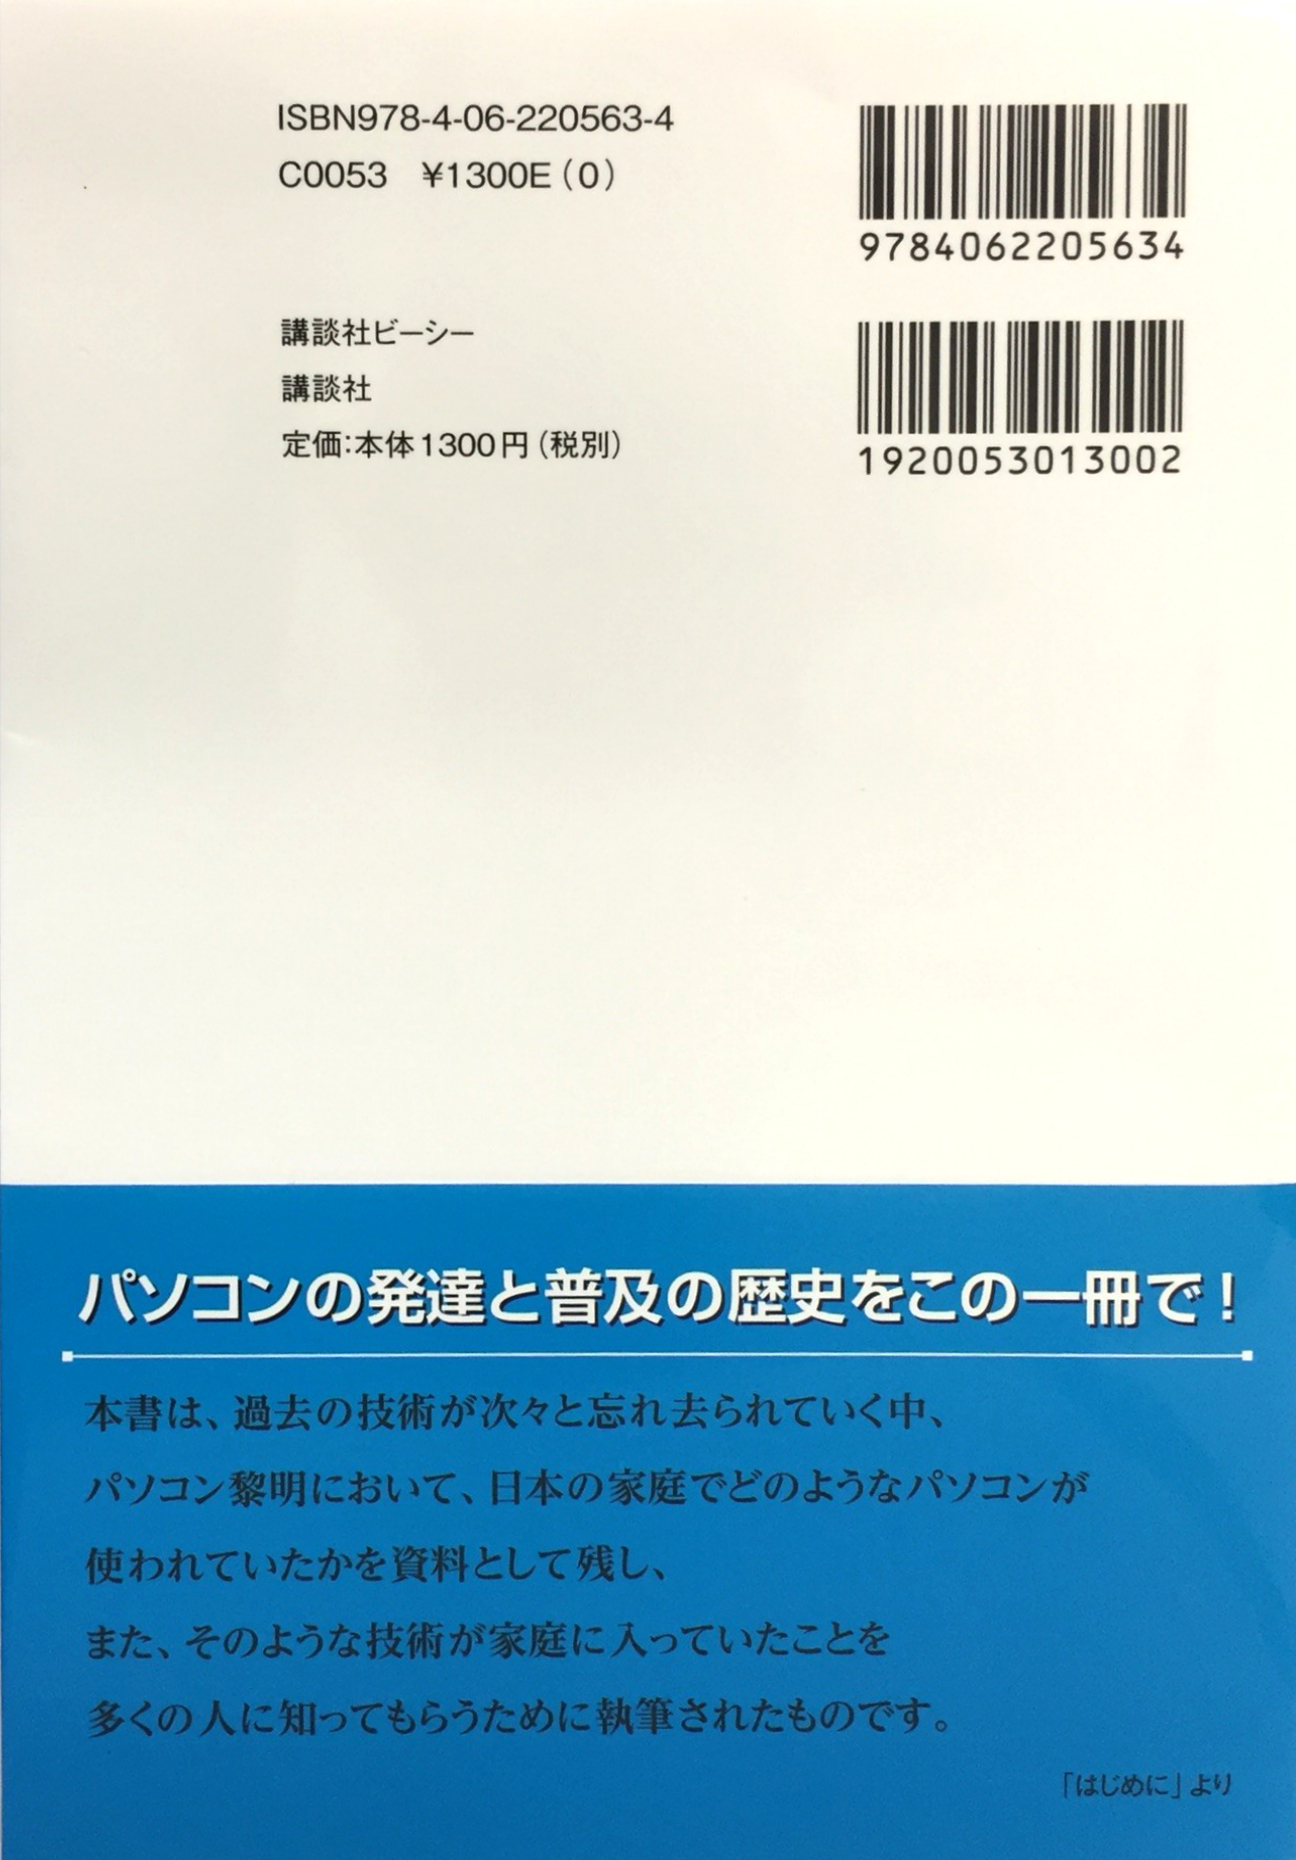 ISBN978-4-06-220563-4
C0053　¥1300E(0)
9784062205634
講談社ビーシー
講談社
定価:本体1300円(税別)
1920053013002
パソコンの発達と普及の歴史をこの一冊で！
本書は、過去の技術が次々と忘れ去られていく中、
パソコン黎明において、日本の家庭でどのようなパソコンが
使われていたかを資料として残し、
また、そのような技術が家庭に入っていたことを
多くの人に知ってもらうために執筆されたものです。
「はじめに」より